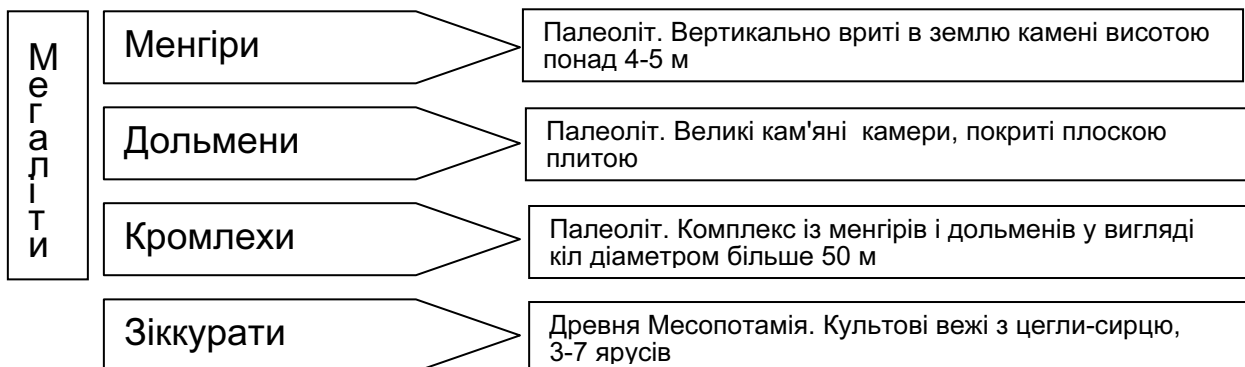 Мегаліти
Менгіри
Палеоліт. Вертикально вриті в землю камені висотою
понад 4-5 м
Дольмени
Палеоліт. Великі кам'яні камери, покриті плоскою
плитою
Кромлехи
Палеоліт. Комплекс із менгірів і дольменів у вигляді
кіл діаметром більше 50 м
Зіккурати
Древня Месопотамія. Культові вежі з цегли-сирцю,
3-7 ярусів